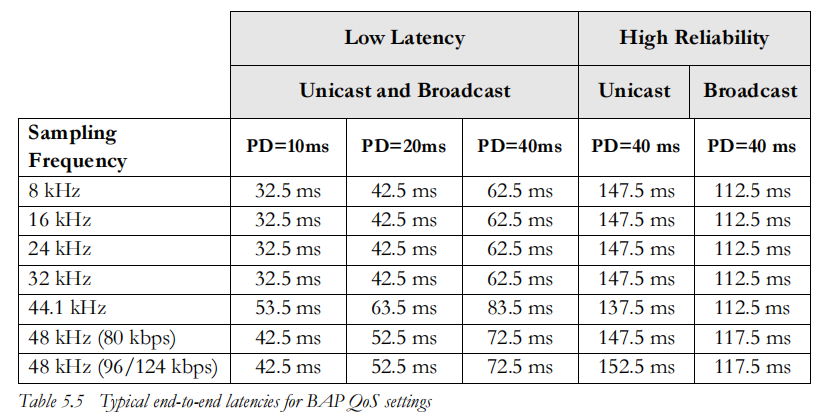 Low Latency High Reliability
Unicast and Broadcast Unicast Broadcast
Sampling
Frequency PD=10ms PD=20ms PD=40ms PD=40 ms PD=40 ms
8 kHz 32.5 ms 42.5 ms 62.5 ms 147.5 ms 112.5 ms
16 kHz 32.5 ms 42.5 ms 62.5 ms 147.5 ms 112.5 ms
24 kHz 32.5 ms 42.5 ms 62.5 ms 147.5 ms 112.5 ms
32 kHz 32.5 ms 42.5 ms 62.5 ms 147.5 ms 112.5 ms
44.1 kHz 53.5 ms 63.5 ms 83.5 ms 137.5 ms 112.5 ms
48 kHz (80 kbps) 42.5 ms 52.5 ms 72.5 ms 147.5 ms 117.5 ms
48 kHz (96/124 kbps) 42.5 ms 52.5 ms 72.5 ms 152.5 ms 117.5 ms
Table 5.5 Typical end-to-end latencies for BAP QoS settings